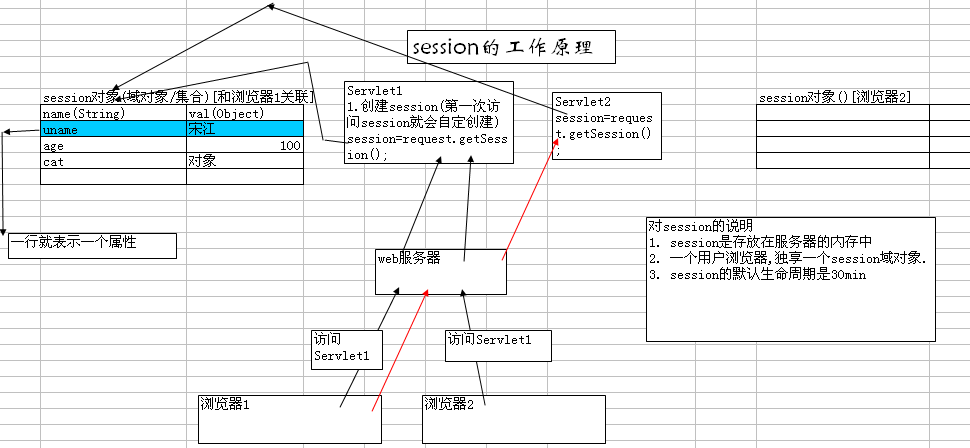 session的工作原理
session对象(域对象/集合)[和浏览器1关联]
name(String) val(Object)
uname 宋江
age 100
cat 对象
一行就表示一个属性
Servlet1
1.创建session(第一次访
问session就会自定创建)
session=request.getSess
ion();
Servlet2
session=reques
t.getSession()
;
session对象()[浏览器2]
对session的说明
1. session是存放在服务器的内存中
2. 一个用户浏览器,独享一个session域对象.
3. session的默认生命周期是30min
web服务器
访问
Servlet1
访问Servlet1
浏览器1
浏览器2